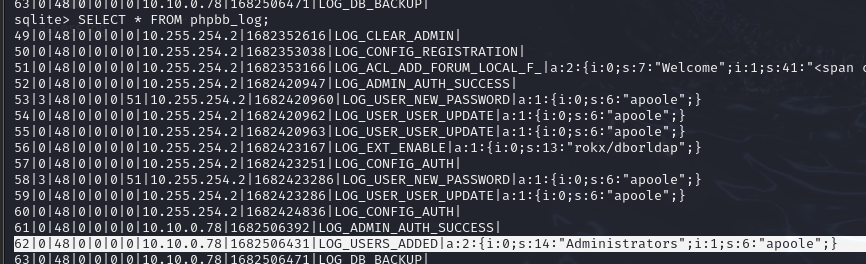 63|0|48|0|0|0|0|10.10.0.78|1682506471|LOG_DB_BACKUP|
sqlite> SELECT * FROM phpbb_log;
49|0|48|0|0|0|0|10.255.254.2|1682352616|LOG_CLEAR_ADMIN|
50|0|48|0|0|0|0|10.255.254.2|1682353038|LOG_CONFIG_REGISTRATION|
51|0|48|0|0|0|0|10.255.254.2|1682353166|LOG_ACL_ADD_FORUM_LOCAL_F_|a:2:{i:0;s:7:"Welcome";i:1;s:41:"<span
52|0|48|0|0|0|0|10.255.254.2|1682420947|LOG_ADMIN_AUTH_SUCCESS|
53|3|48|0|0|0|51|10.255.254.2|1682420960|LOG_USER_NEW_PASSWORD|a:1:{i:0;s:6:"apoole";}
54|0|48|0|0|0|0|10.255.254.2|1682420962|LOG_USER_USER_UPDATE|a:1:{i:0;s:6:"apoole";}
55|0|48|0|0|0|0|10.255.254.2|1682420963|LOG_USER_USER_UPDATE|a:1:{i:0;s:6:"apoole";}
56|0|48|0|0|0|0|10.255.254.2|1682423167|LOG_EXT_ENABLE|a:1:{i:0;s:13:"rokx/dborldap";}
57|0|48|0|0|0|0|10.255.254.2|1682423251|LOG_CONFIG_AUTH|
58|3|48|0|0|0|51|10.255.254.2|1682423286|LOG_USER_NEW_PASSWORD|a:1:{i:0;s:6:"apoole";}
59|0|48|0|0|0|0|10.255.254.2|1682423286|LOG_USER_USER_UPDATE|a:1:{i:0;s:6:"apoole";}
60|0|48|0|0|0|0|10.255.254.2|1682424836|LOG_CONFIG_AUTH|
61|0|48|0|0|0|0|10.10.0.78|1682506392|LOG_ADMIN_AUTH_SUCCESS|
62|0|48|0|0|0|0|10.10.0.78|1682506431|LOG_USERS_ADDED|a:2:{i:0;s:14:"Administrators";i:1;s:6:"apoole";}
63|0|48|0|0|0|0|10.10.0.78|1682506471|LOG_DB_BACKUP|